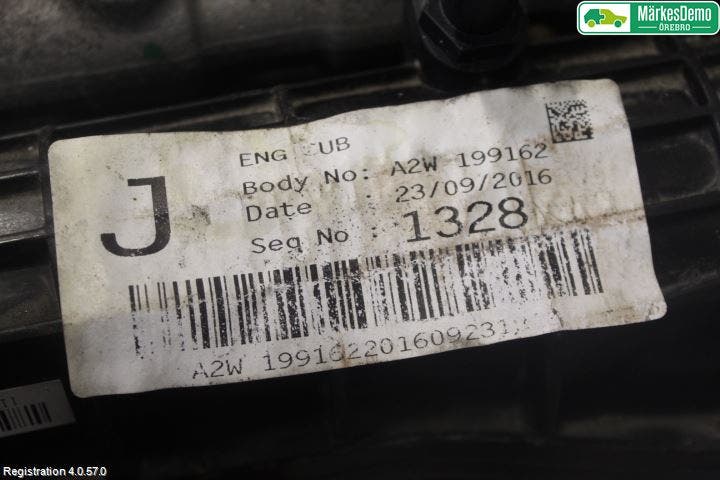 MärkesDemo
ÖREBRO
J
ENG SUB
Body No: A2W 199162
Date : 23/09/2016
Seq No : 1328
A2W 199162201609231
Registration 4.0.57.0